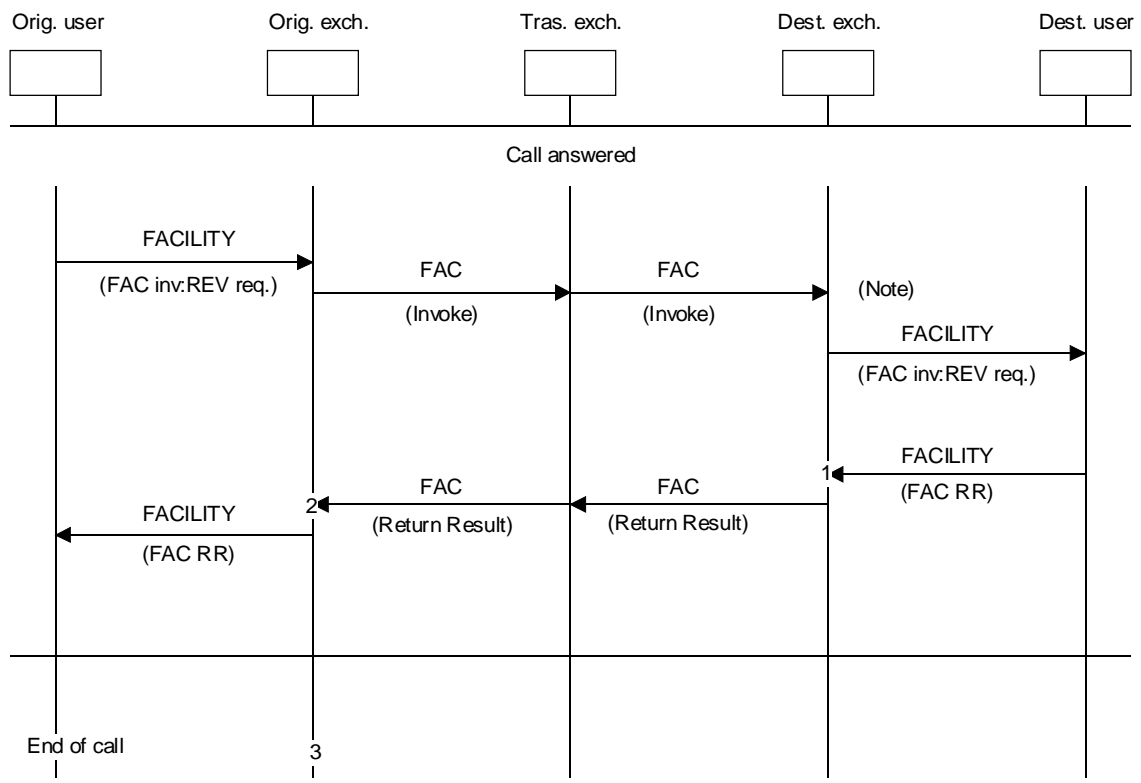 Orig. user
Orig. exch.
Tras. exch.
Dest. exch.
Dest. user
Call answered
FACILITY
(FAC inv:REV req.)
FAC
(Invoke)
FAC
(Invoke)
(Note)
FACILITY
(FAC inv:REV req.)
FACILITY
(FAC RR)
1
FAC
(Return Result)
FAC
(Return Result)
2
FACILITY
(FAC RR)
End of call
3